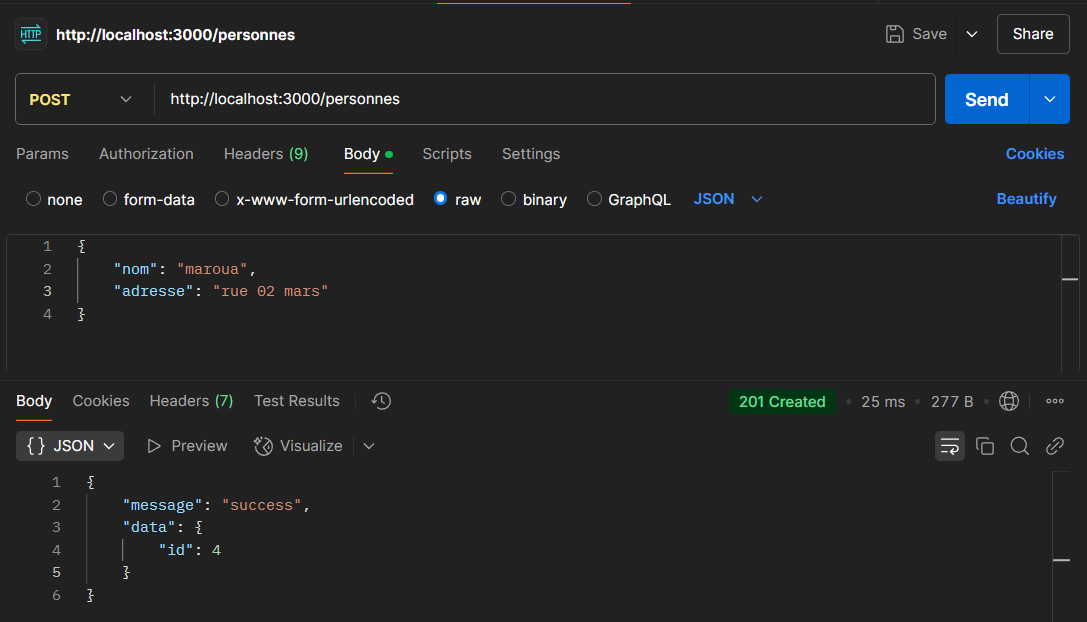 HTTP http://localhost:3000/personnes Save Share
POST http://localhost:3000/personnes Send
Params Authorization Headers (9) Body Scripts Settings Cookies
none form-data x-www-form-urlencoded raw binary GraphQL JSON Beautify
1 {
2 "nom": "maroua",
3 "adresse": "rue 02 mars"
4 }
Body Cookies Headers (7) Test Results 201 Created 25 ms 277 B
{} JSON Preview Visualize
1 {
2 "message": "success",
3 "data": {
4 "id": 4
5 }
6 }